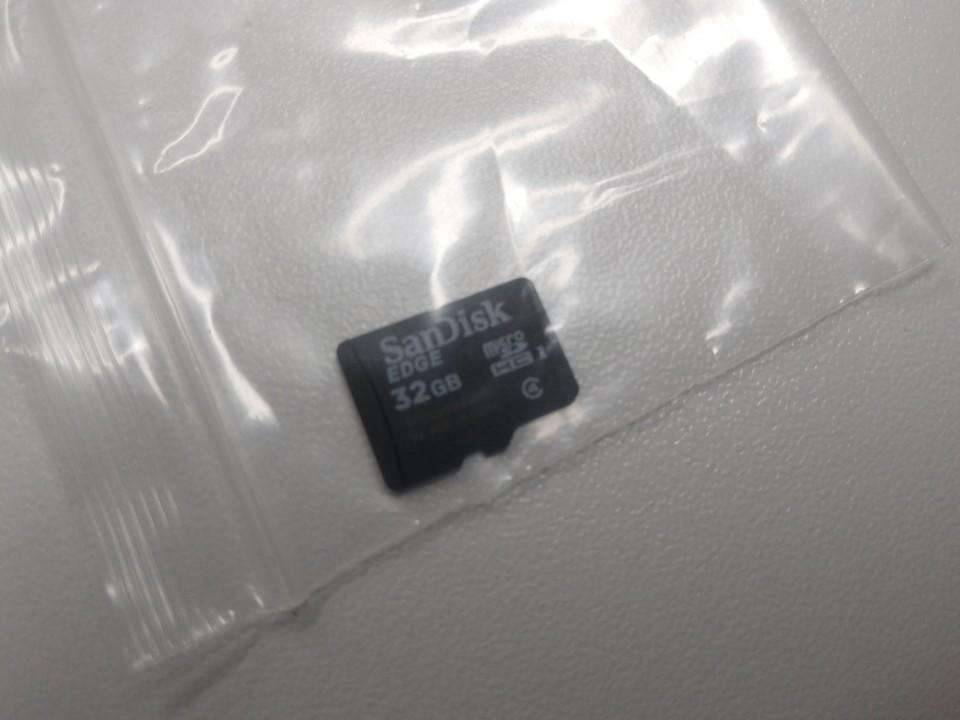 SanDisk
EDGE
32GB
micro
SD
HC I
4